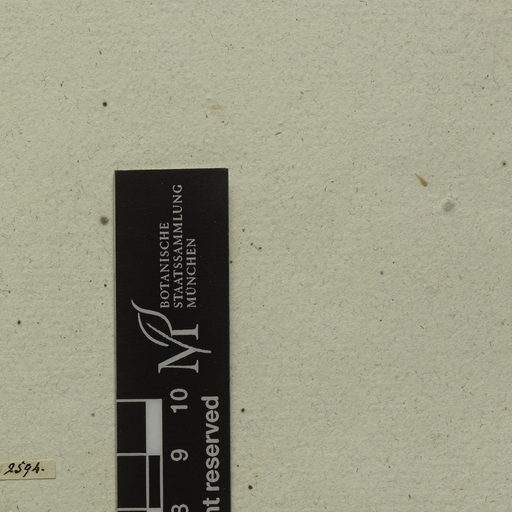 BOTANISCHE
STAATSSAMMLUNG
MÜNCHEN
10
9
8
reserved
2594.